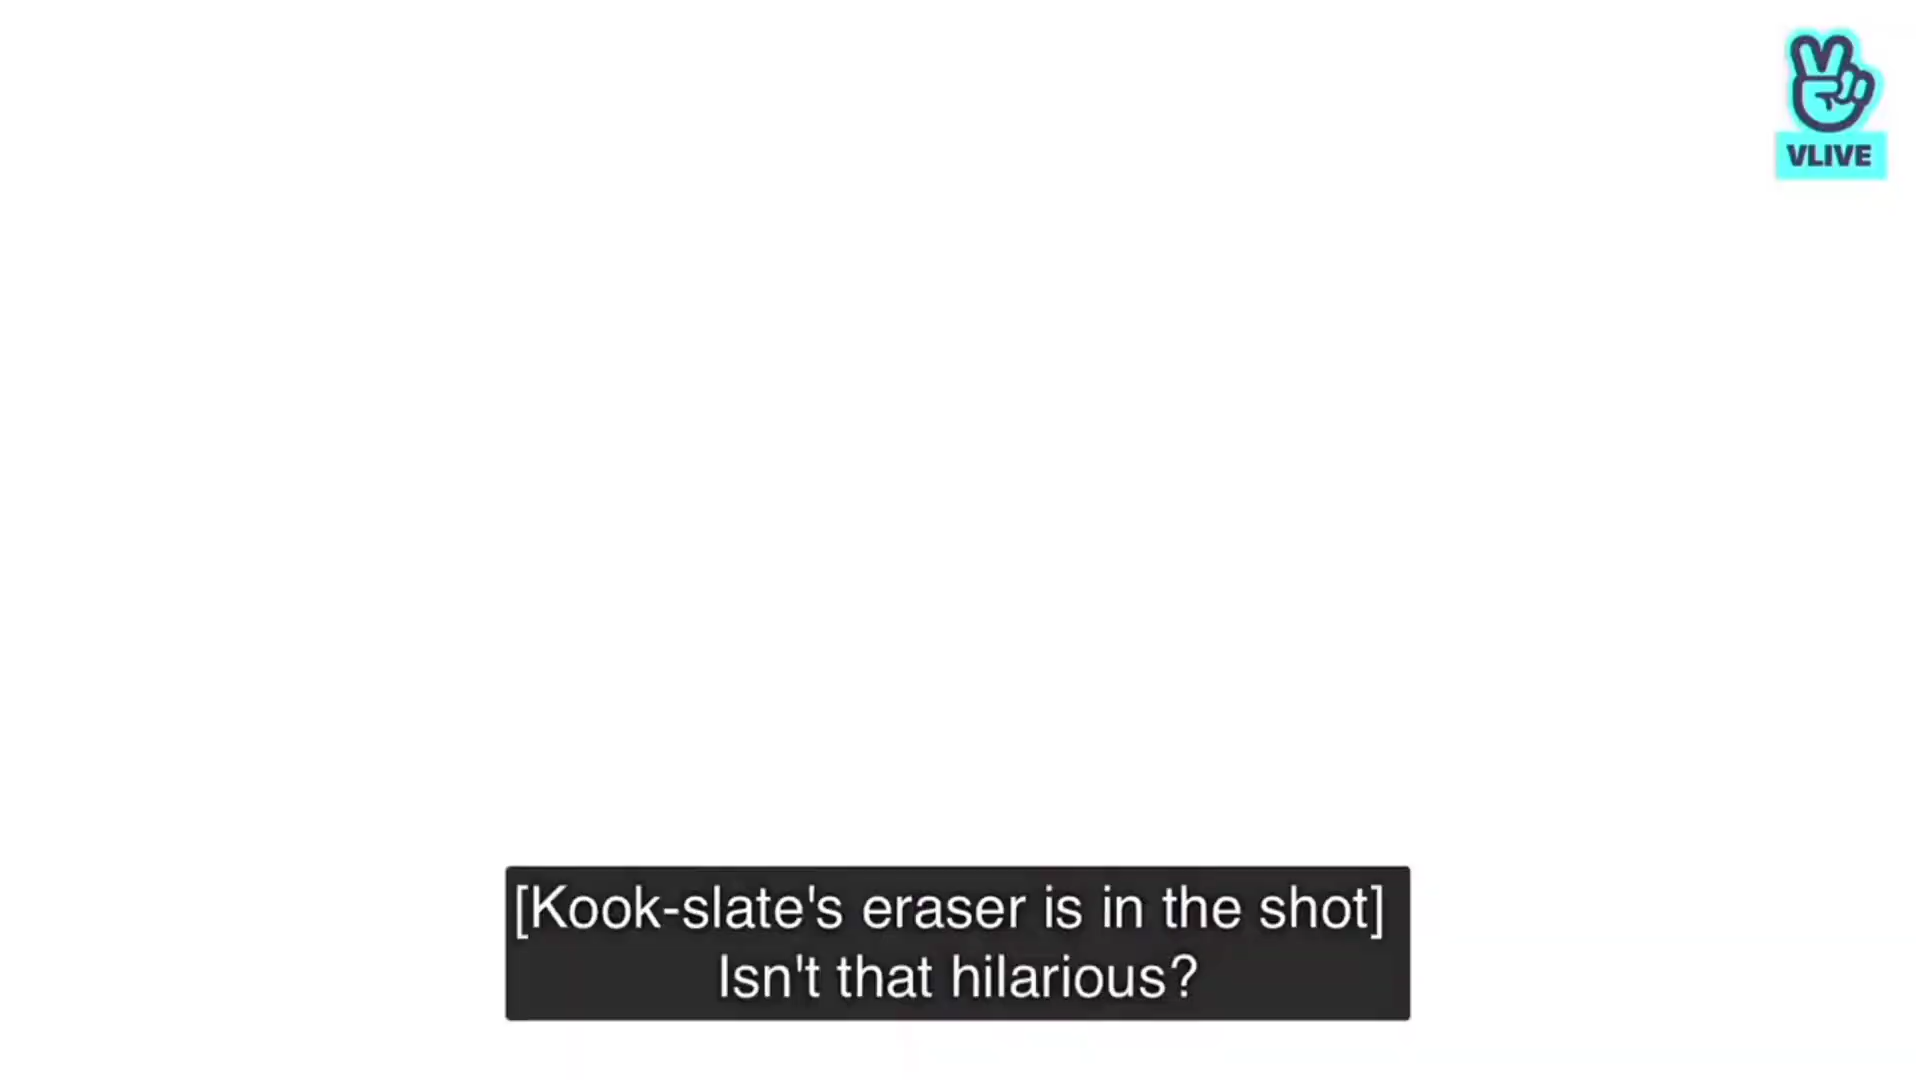 VLIVE
[Kook-slate's eraser is in the shot]
Isn't that hilarious?